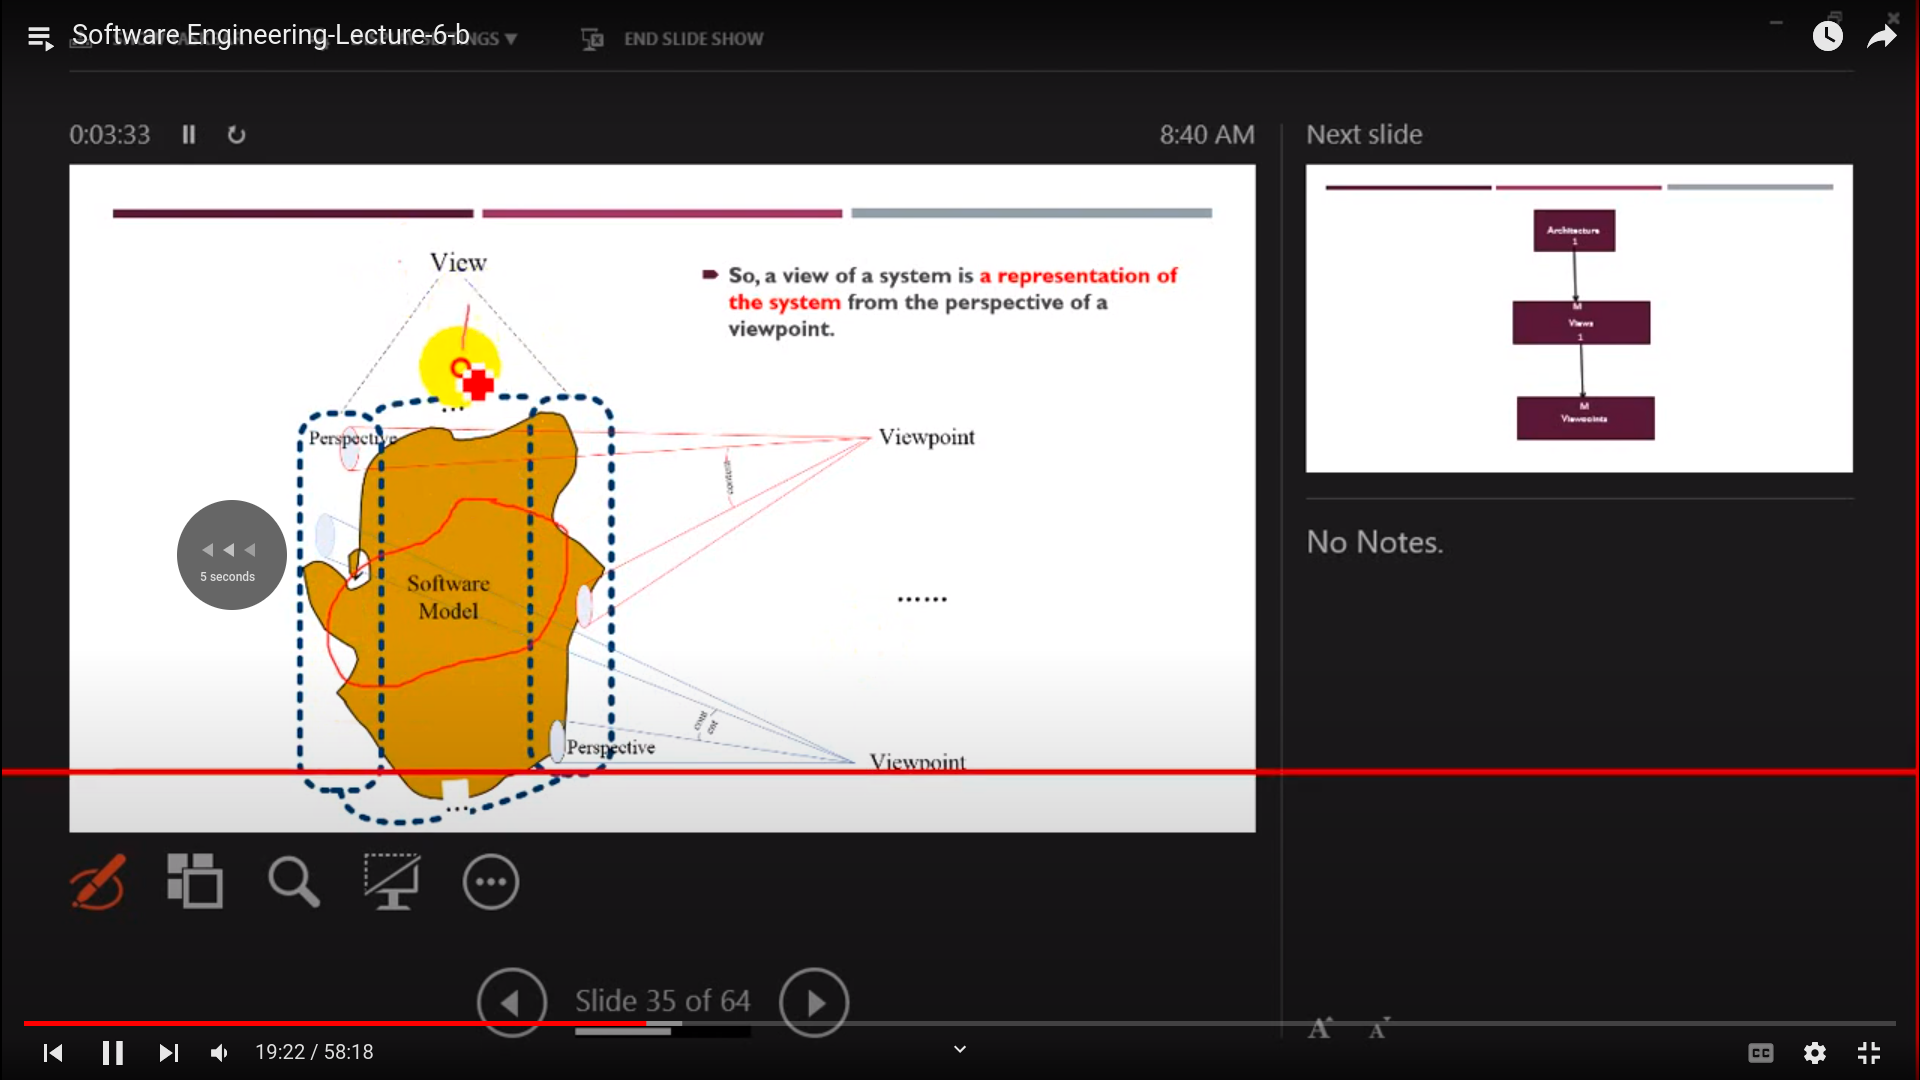 Software Engineering-Lecture-6-b
END SLIDE SHOW
0:03:33
8:40 AM
Next slide
View
So, a view of a system is a representation of
the system from the perspective of a
viewpoint.
Perspective
Viewpoint
context
Software
Model
......
Perspective
Viewpoint
...
...
Architecture
1
M
Views
1
M
Viewpoints
No Notes.
5 seconds
Slide 35 of 64
A A
19:22 / 58:18
CC